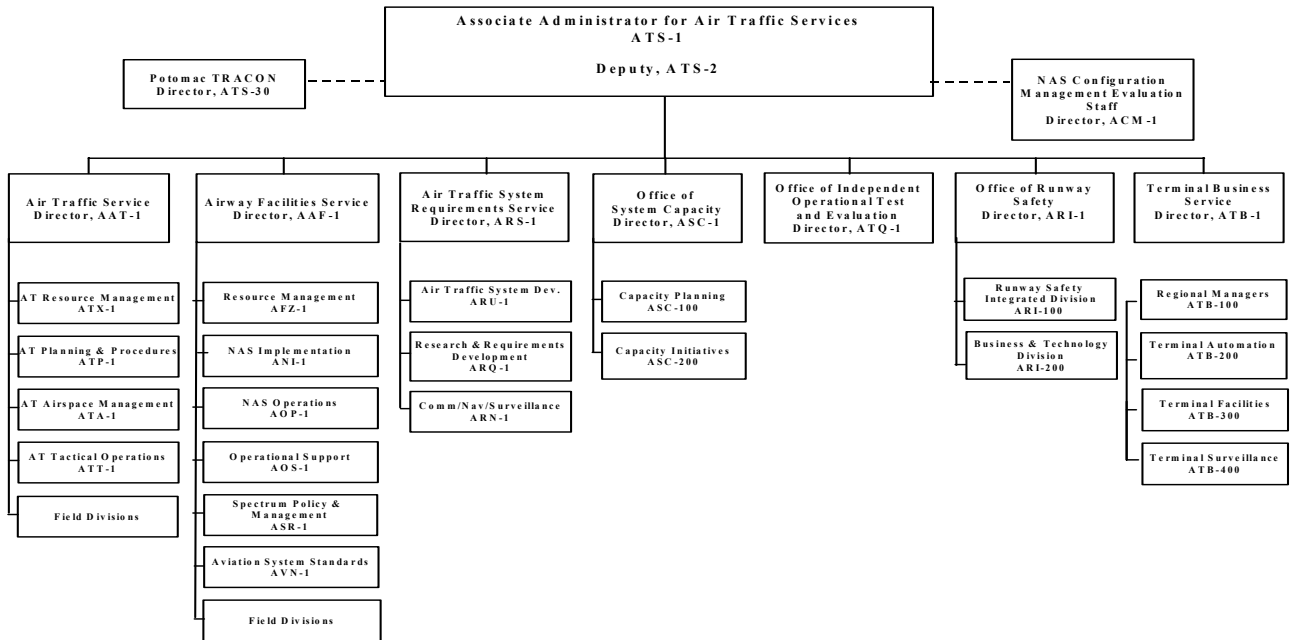 Associate Administrator for Air Traffic Services
ATS-1
Deputy, ATS-2
Potomac TRACON
Director, ATS-30
NAS Configuration
Management Evaluation
Staff
Director, ACM-1
Air Traffic Service
Director, AAT-1
Airway Facilities Service
Director, AAF-1
Air Traffic System
Requirements Service
Director, ARS-1
Office of
System Capacity
Director, ASC-1
Office of Independent
Operational Test
and Evaluation
Director, ATQ-1
Office of Runway
Safety
Director, ARI-1
Terminal Business
Service
Director, ATB-1
AT Resource Management
ATX-1
AT Planning & Procedures
ATP-1
AT Airspace Management
ATA-1
AT Tactical Operations
ATT-1
Field Divisions
Resource Management
AFZ-1
NAS Implementation
ANI-1
NAS Operations
AOP-1
Operational Support
AOS-1
Spectrum Policy &
Management
ASR-1
Aviation System Standards
AVN-1
Field Divisions
Air Traffic System Dev.
ARU-1
Research & Requirements
Development
ARQ-1
Comm/Nav/Surveillance
ARN-1
Capacity Planning
ASC-100
Capacity Initiatives
ASC-200
Runway Safety
Integrated Division
ARI-100
Business & Technology
Division
ARI-200
Regional Managers
ATB-100
Terminal Automation
ATB-200
Terminal Facilities
ATB-300
Terminal Surveillance
ATB-400